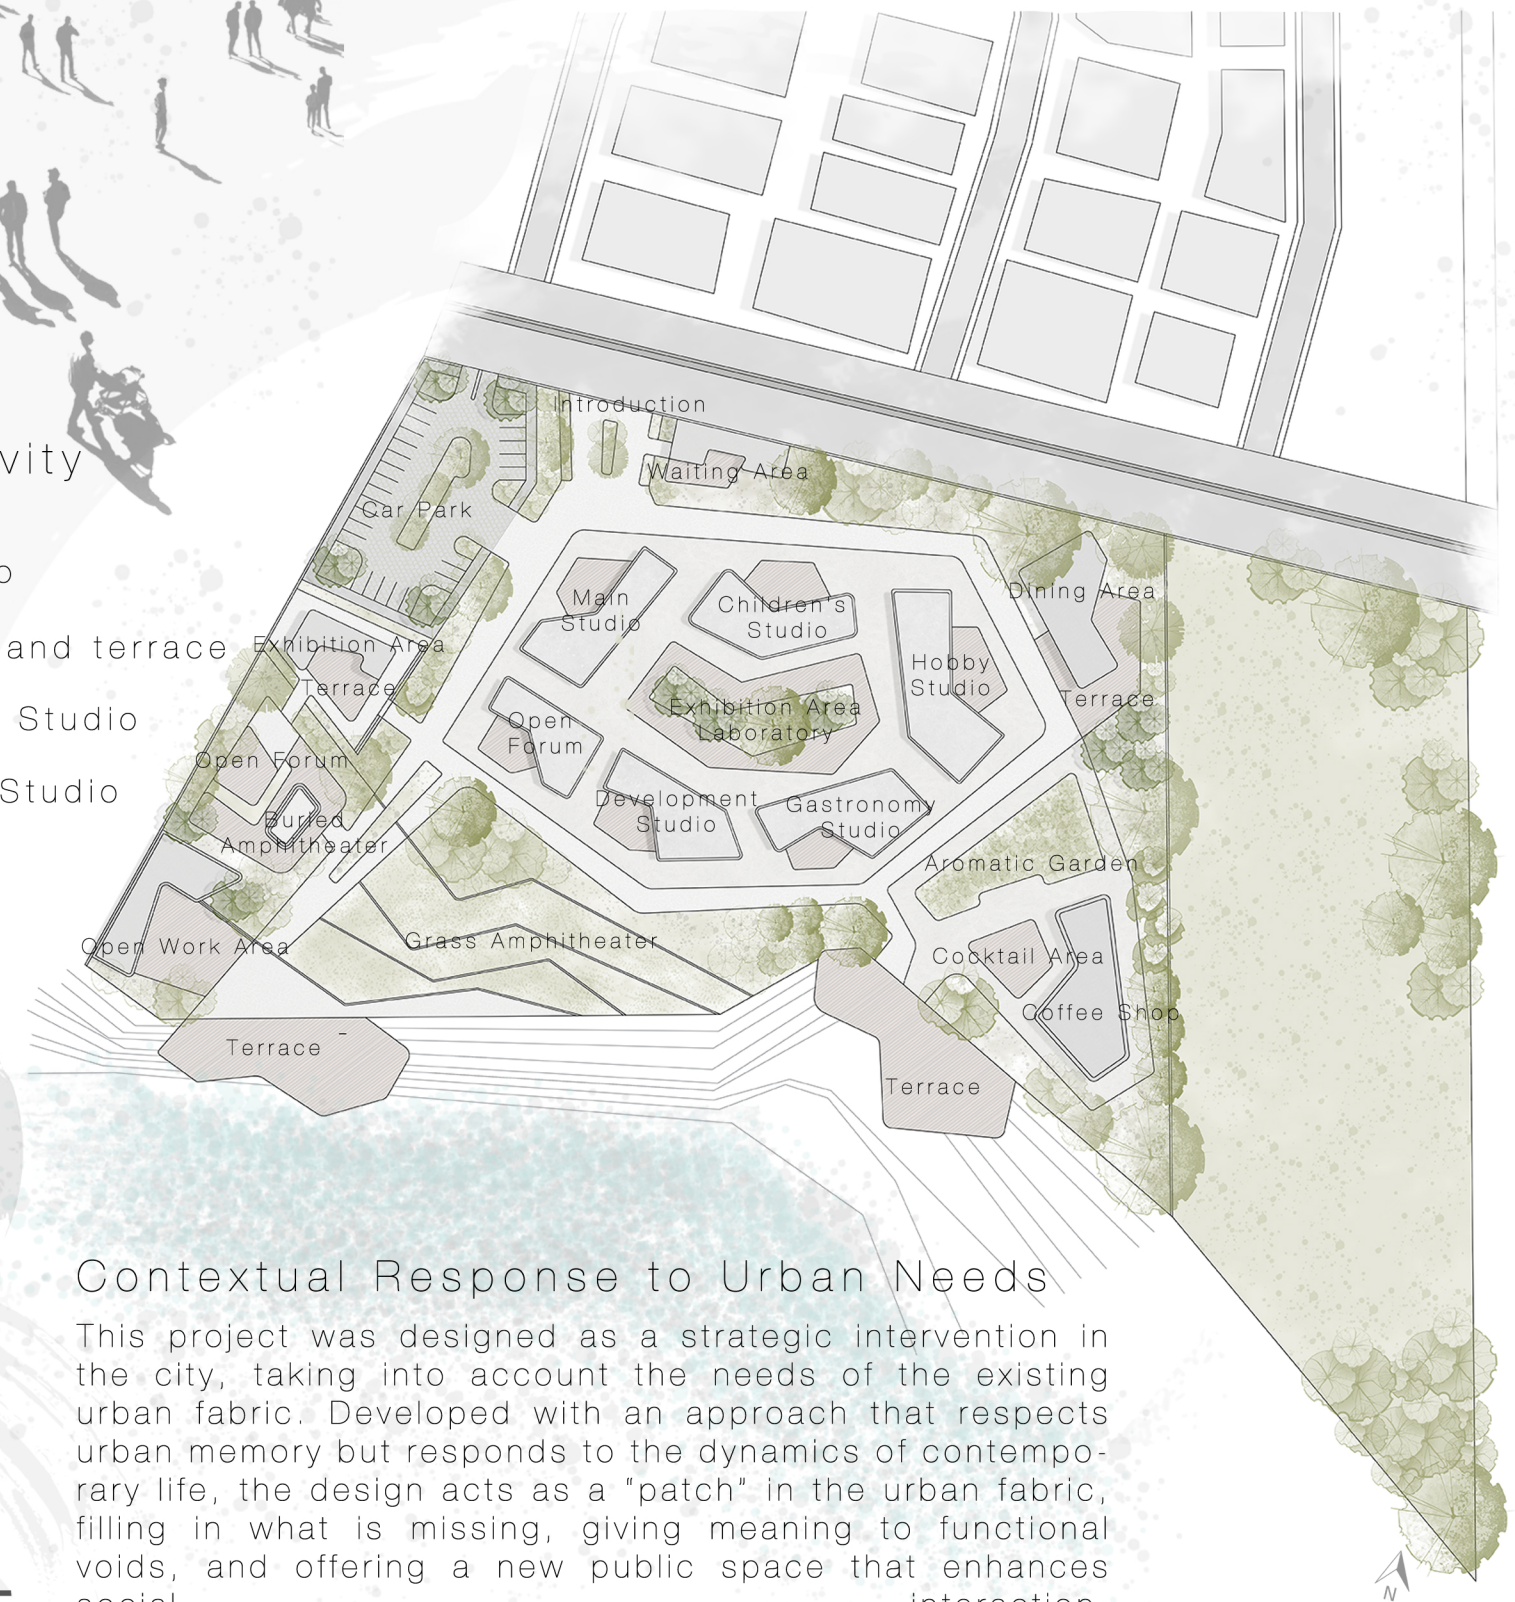 Introduction
Waiting Area
vity
Car Park
o
Dining Area
Main
Studio
Children's
Studio
and terrace
Exhibition Area
Terrace
Hobby
Studio
Terrace
Studio
Open
Forum
Exhibition Area
Laboratory
Open Forum
Studio
Development
Studio
Gastronomy
Studio
Buried
Amphitheater
Aromatic Garden
Open Work Area
Grass Amphitheater
Cocktail Area
Coffee Shop
Terrace
Terrace
Contextual Response to Urban Needs
This project was designed as a strategic intervention in
the city, taking into account the needs of the existing
urban fabric. Developed with an approach that respects
urban memory but responds to the dynamics of contempo-
rary life, the design acts as a "patch" in the urban fabric,
filling in what is missing, giving meaning to functional
voids, and offering a new public space that enhances
social interaction.
N